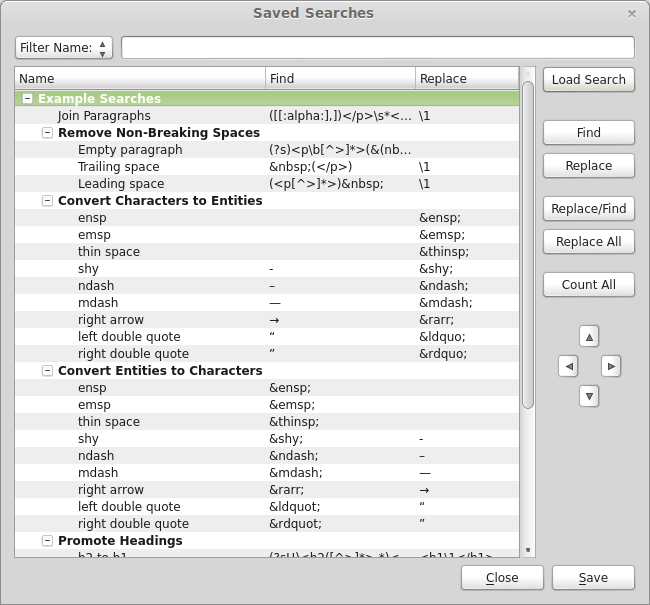 Saved Searches
Filter Name:
Name Find Replace
Load Search
Example Searches
Join Paragraphs ([[:alpha:],])</p>\s*<... \1
Remove Non-Breaking Spaces
Empty paragraph (?s)<p\b[^>]*>(&(nb...
Trailing space &nbsp;(</p>) \1
Leading space (<p[^>]*>)&nbsp; \1
Convert Characters to Entities
ensp &ensp;
emsp &emsp;
thin space &thinsp;
shy - &shy;
ndash – &ndash;
mdash — &mdash;
right arrow → &rarr;
left double quote “ &ldquo;
right double quote ” &rdquo;
Convert Entities to Characters
ensp &ensp;
emsp &emsp;
thin space &thinsp;
shy &shy; -
ndash &ndash; –
mdash &mdash; —
right arrow &rarr; →
left double quote &ldquot; “
right double quote &rdquot; ”
Promote Headings
h2 to h1
Find
Replace
Replace/Find
Replace All
Count All
Close
Save